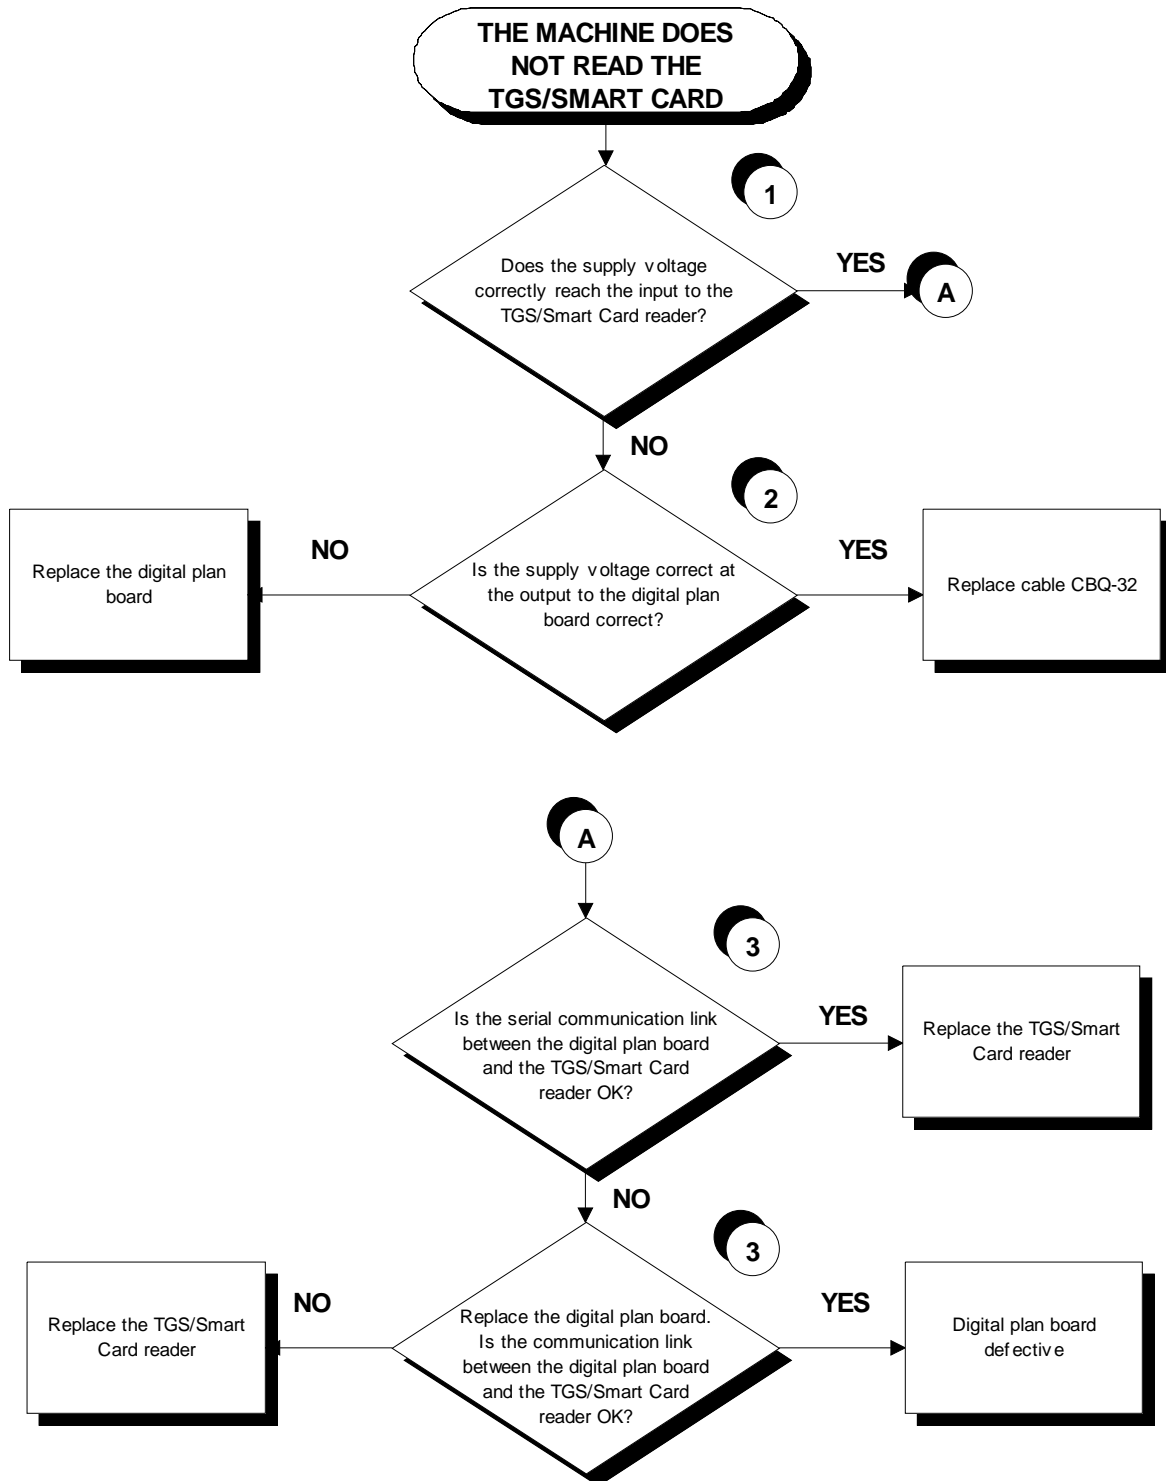 THE MACHINE DOES
NOT READ THE
TGS/SMART CARD
1
Does the supply voltage
correctly reach the input to the
TGS/Smart Card reader?
YES
A
NO
2
Replace the digital plan
board
NO
Is the supply voltage correct at
the output to the digital plan
board correct?
YES
Replace cable CBQ-32
A
3
Is the serial communication link
between the digital plan board
and the TGS/Smart Card
reader OK?
YES
Replace the TGS/Smart
Card reader
NO
3
Replace the TGS/Smart
Card reader
NO
Replace the digital plan board.
Is the communication link
between the digital plan board
and the TGS/Smart Card
reader OK?
YES
Digital plan board
defective